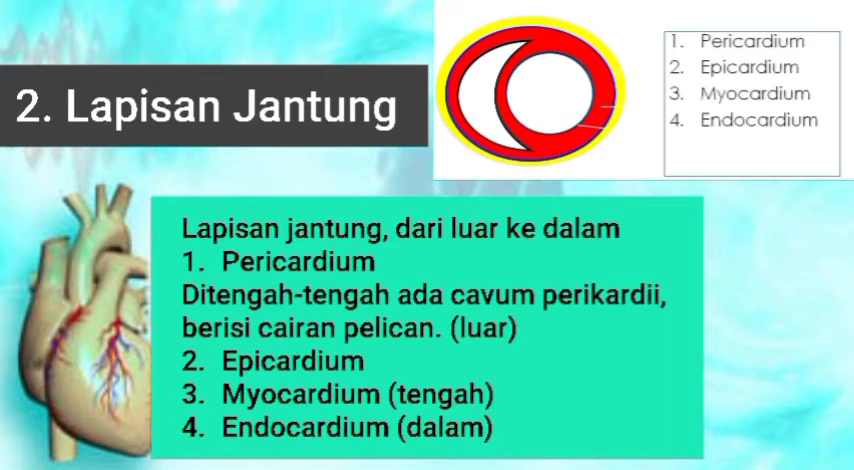 2. Lapisan Jantung
1. Pericardium
2. Epicardium
3. Myocardium
4. Endocardium
Lapisan jantung, dari luar ke dalam
1. Pericardium
Ditengah-tengah ada cavum perikardii,
berisi cairan pelican. (luar)
2. Epicardium
3. Myocardium (tengah)
4. Endocardium (dalam)